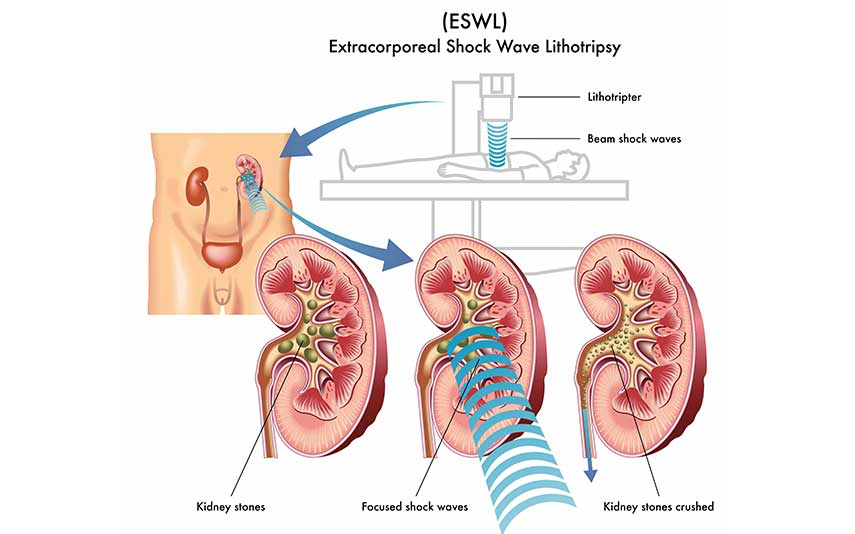 (ESWL)
Extracorporeal Shock Wave Lithotripsy
Lithotripter
Beam shock waves
Kidney stones
Focused shock waves
Kidney stones crushed